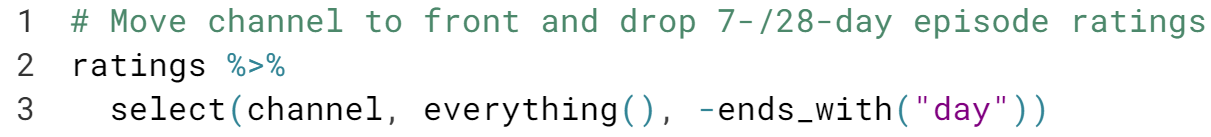 1 # Move channel to front and drop 7-/28-day episode ratings
2 ratings %>%
3   select(channel, everything(), -ends_with("day"))